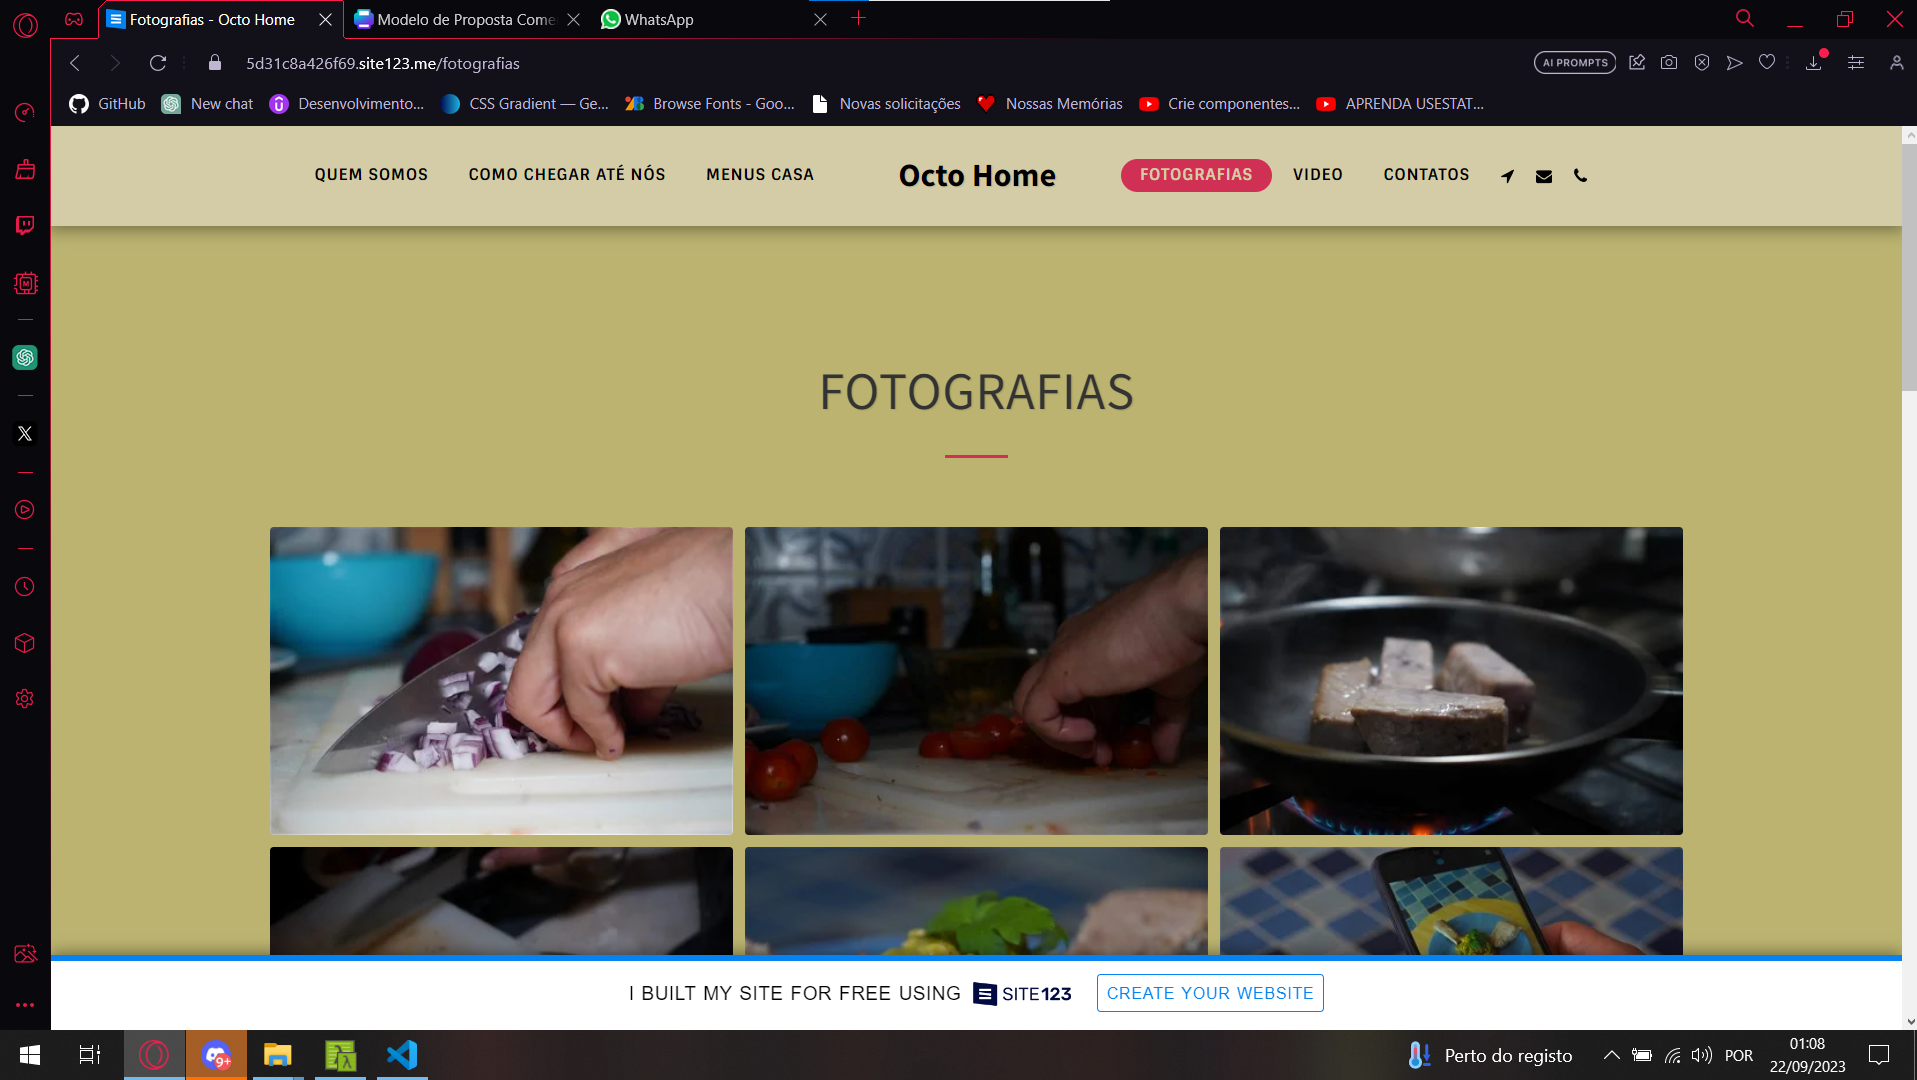 Fotografias - Octo Home
Modelo de Proposta Come
WhatsApp
5d31c8a426f69.site123.me/fotografias
AI PROMPTS
GitHub
New chat
Desenvolvimento...
CSS Gradient — Ge...
Browse Fonts - Goo...
Novas solicitações
Nossas Memórias
Crie componentes...
APRENDA USESTAT...
QUEM SOMOS
COMO CHEGAR ATÉ NÓS
MENUS CASA
Octo Home
FOTOGRAFIAS
VIDEO
CONTATOS
FOTOGRAFIAS
I BUILT MY SITE FOR FREE USING
SITE123
CREATE YOUR WEBSITE
9+
Perto do registo
POR
01:08
22/09/2023